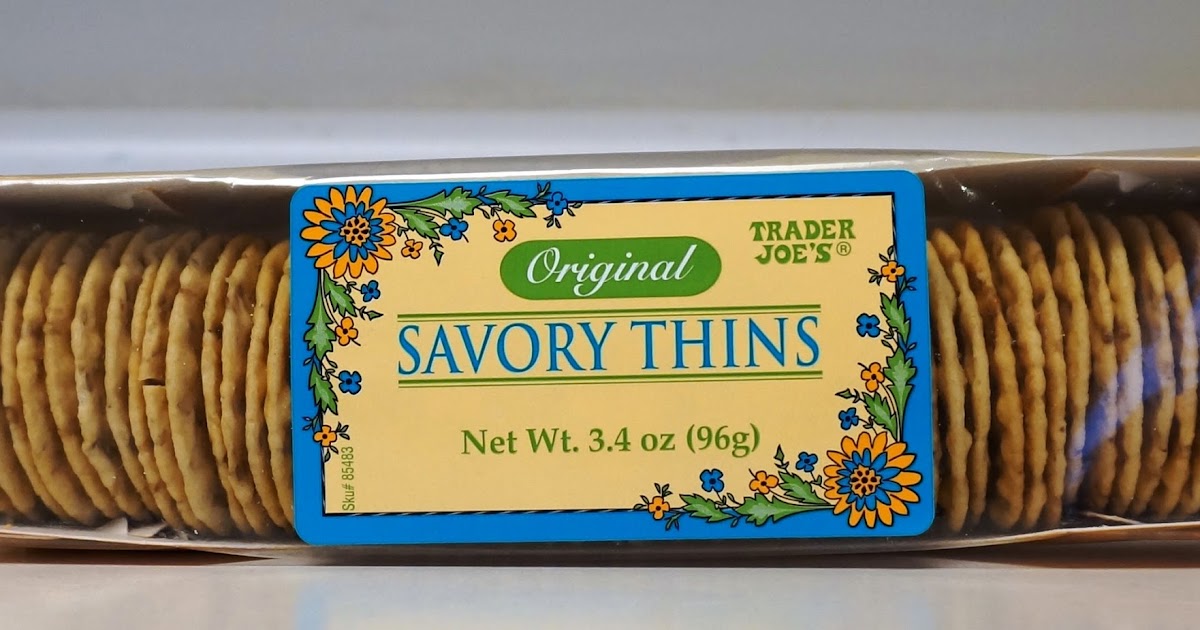 Original
TRADER
JOE'S®
SAVORY THINS
Net Wt. 3.4 oz (96g)
Sku# 85483